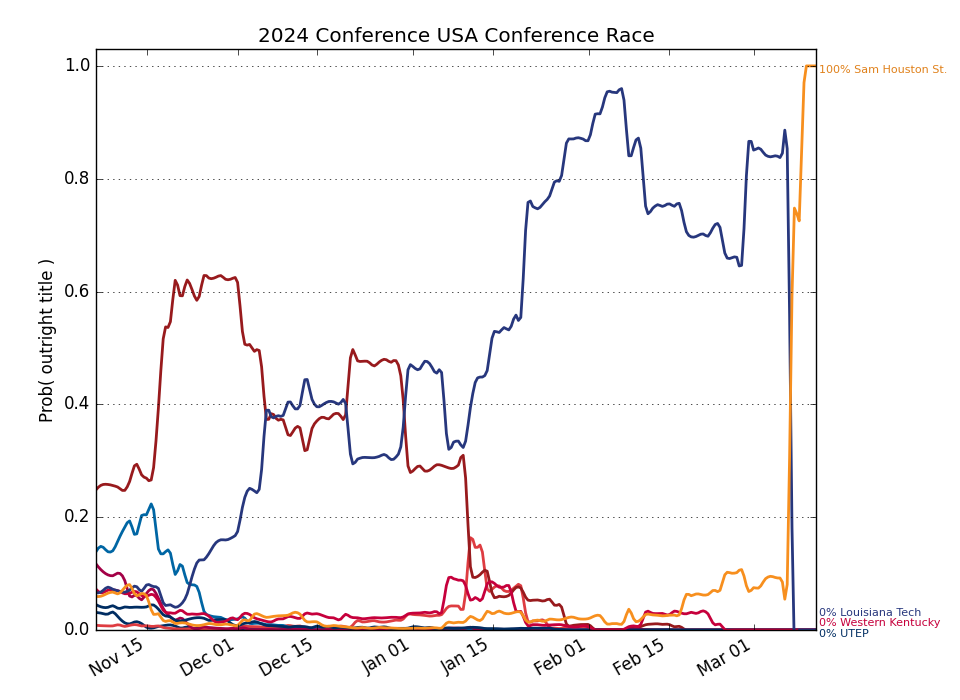 2024 Conference USA Conference Race
Prob( outright title )
1.0
0.8
0.6
0.4
0.2
0.0
100% Sam Houston St.
0% Louisiana Tech
0% Western Kentucky
0% UTEP
Nov 15
Dec 01
Dec 15
Jan 01
Jan 15
Feb 01
Feb 15
Mar 01